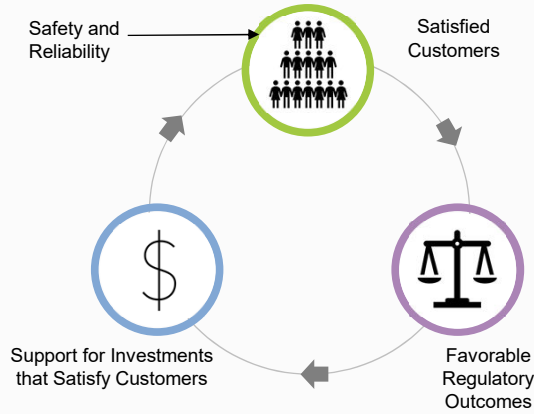 Safety and
Reliability
Satisfied
Customers
$
Support for Investments
that Satisfy Customers
Favorable
Regulatory
Outcomes